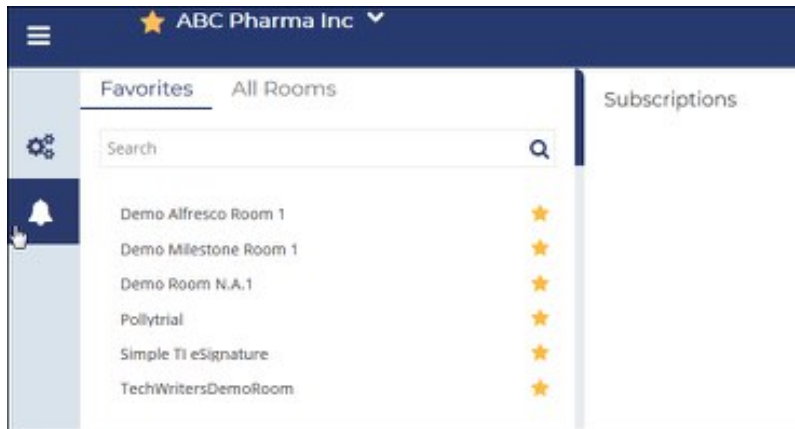 ABC Pharma Inc
Favorites All Rooms
Subscriptions
Search
Demo Alfresco Room 1
Demo Milestone Room 1
Demo Room N.A.1
Pollytrial
Simple TI eSignature
TechWritersDemoRoom